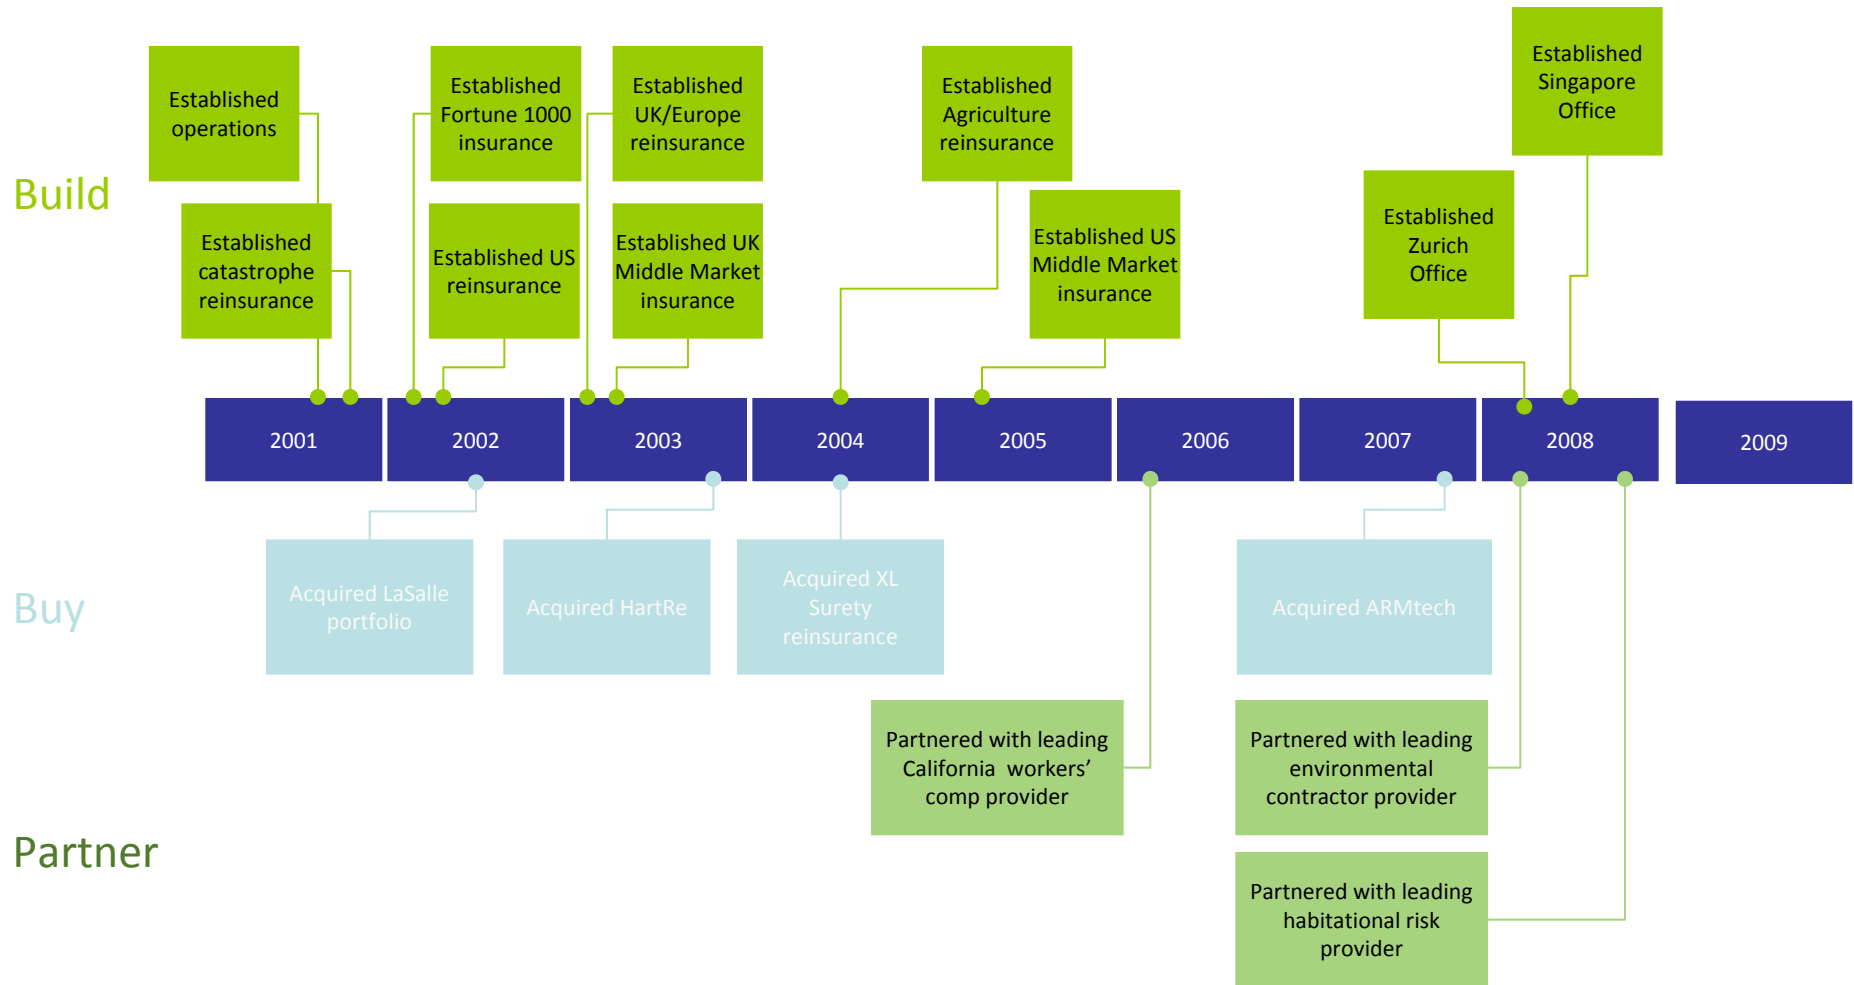 Established
operations
Established
Fortune 1000
insurance
Established
UK/Europe
reinsurance
Established
Agriculture
reinsurance
Established
Singapore
Office
Build
Established
catastrophe
reinsurance
Established US
reinsurance
Established UK
Middle Market
insurance
Established US
Middle Market
insurance
Established
Zurich
Office
2001
2002
2003
2004
2005
2006
2007
2008
2009
Buy
Acquired LaSalle
portfolio
Acquired HartRe
Acquired XL
Surety
reinsurance
Acquired ARMtech
Partner
Partnered with leading
California workers’
comp provider
Partnered with leading
environmental
contractor provider
Partnered with leading
habitational risk
provider